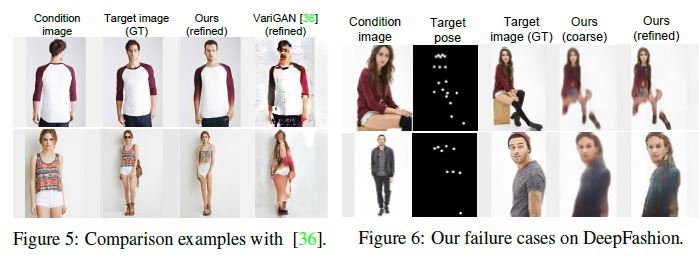 Condition image
Target image (GT)
Ours (refined)
VariGAN [36] (refined)
Figure 5: Comparison examples with [36].
Condition image
Target pose
Target image (GT)
Ours (coarse)
Ours (refined)
Figure 6: Our failure cases on DeepFashion.